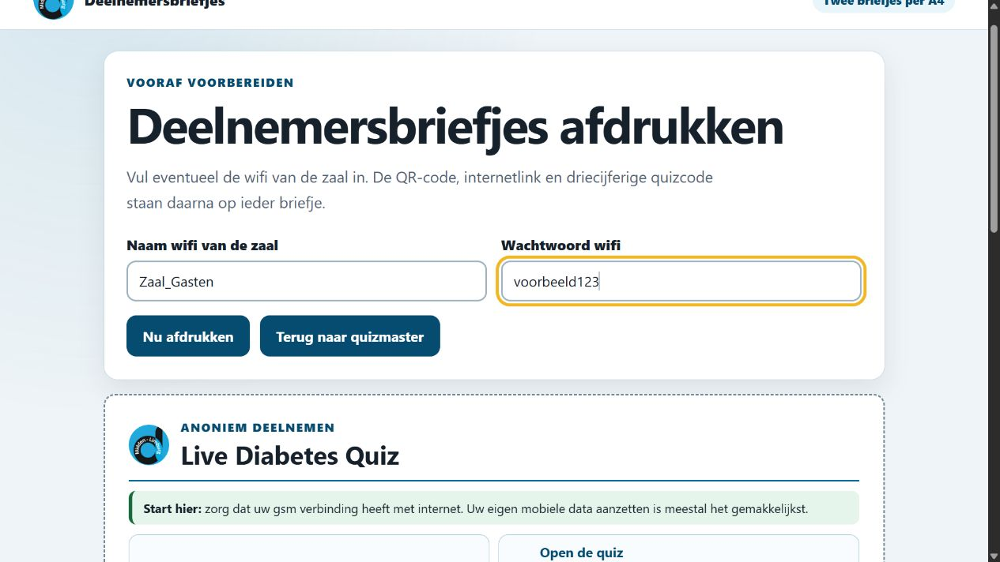 Deelnemersbriefjes
Twee briefjes per A4
VOORAF VOORBEREIDEN
Deelnemersbriefjes afdrukken
Vul eventueel de wifi van de zaal in. De QR-code, internetlink en driecijferige quizcode
staan daarna op ieder briefje.
Naam wifi van de zaal
Wachtwoord wifi
Zaal_Gasten
voorbeeld123
Nu afdrukken
Terug naar quizmaster
ANONIEM DEELNEMEN
Live Diabetes Quiz
Start hier: zorg dat uw gsm verbinding heeft met internet. Uw eigen mobiele data aanzetten is meestal het gemakkelijkst.
Open de quiz